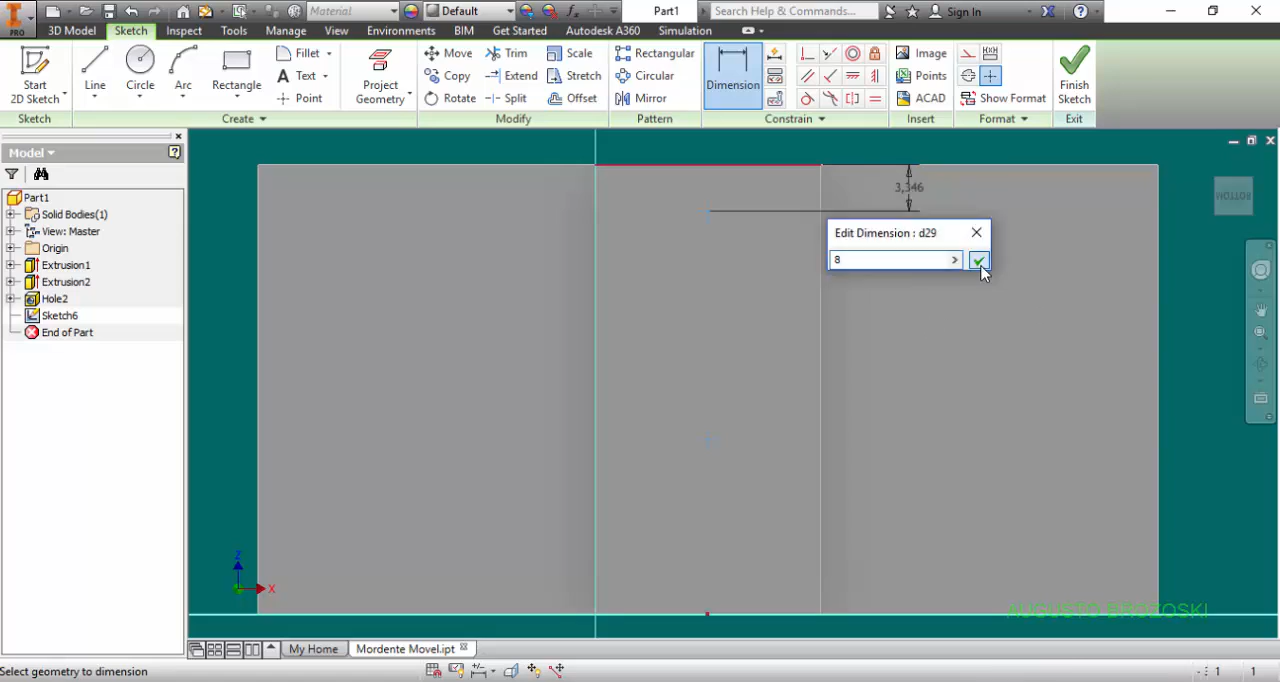 Material
Default
Part1
Search Help & Commands...
Sign In
PRO
3D Model
Sketch
Inspect
Tools
Manage
View
Environments
BIM
Get Started
Autodesk A360
Simulation
Start
2D Sketch
Line
Circle
Arc
Rectangle
Fillet
Text
Point
Project
Geometry
Move
Copy
Rotate
Trim
Extend
Split
Scale
Stretch
Offset
Rectangular
Circular
Mirror
Dimension
Image
Points
ACAD
Show Format
Finish
Sketch
Sketch
Create
Modify
Pattern
Constrain
Insert
Format
Exit
Model
Part1
Solid Bodies(1)
View: Master
Origin
Extrusion1
Extrusion2
Hole2
Sketch6
End of Part
3,346
Edit Dimension : d29
8
BOTTOM
Z
X
AUGUSTO BROZOSKI
My Home
Mordente Movel.ipt
Select geometry to dimension
1
1